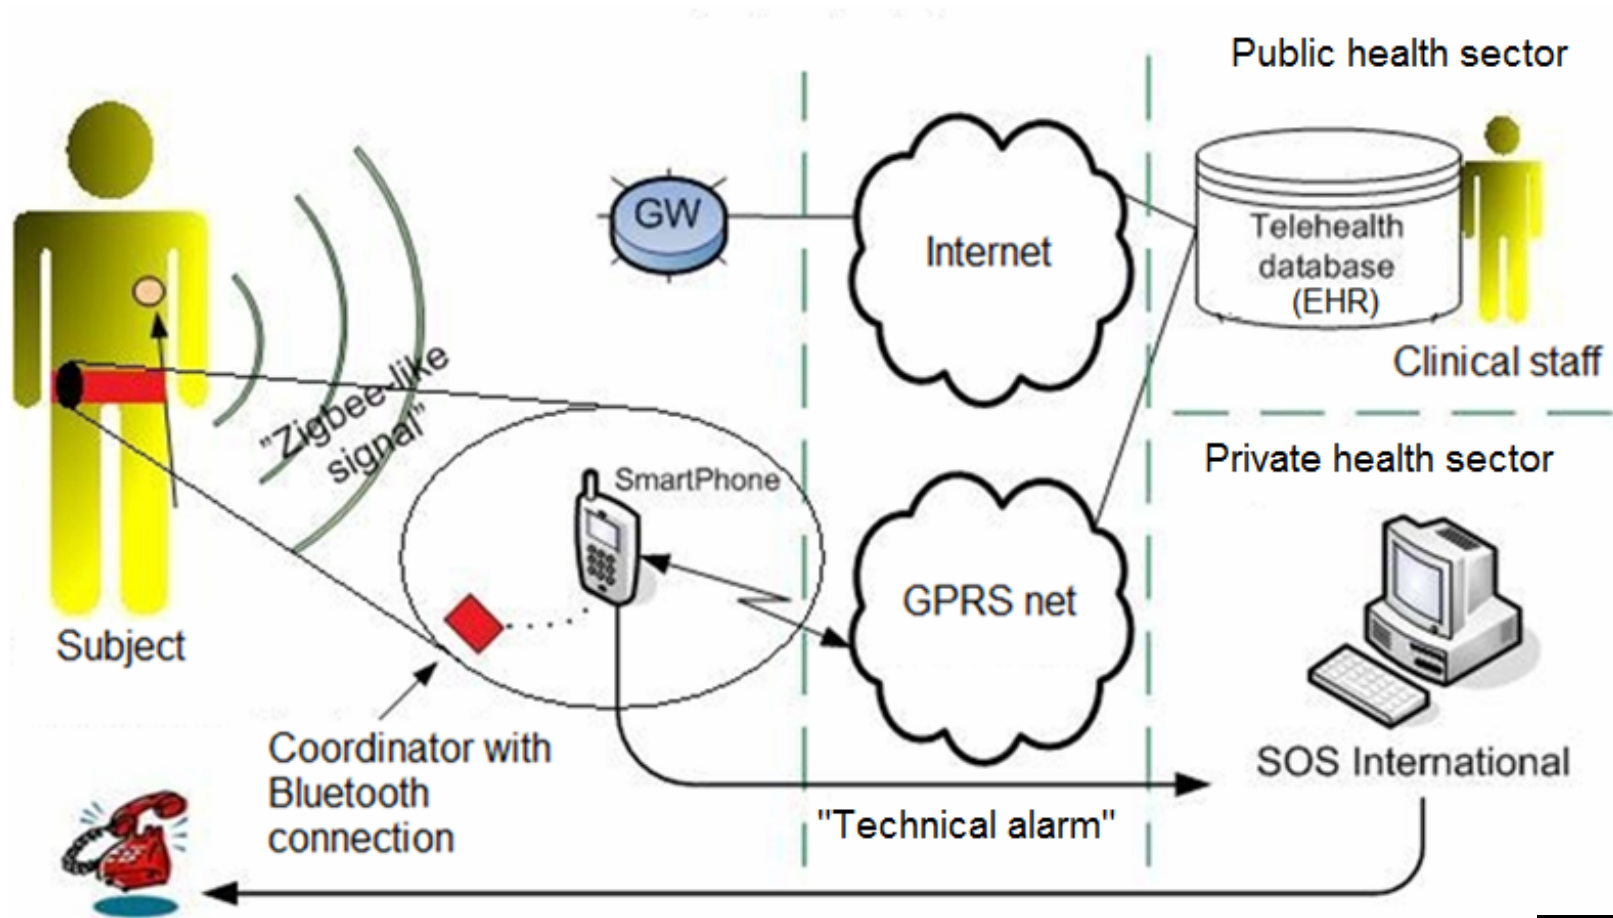 Public health sector
GW
Internet
Telehealth
database
(EHR)
Clinical staff
"Zigbee-like
signal"
SmartPhone
Private health sector
GPRS net
Subject
Coordinator with
Bluetooth
connection
SOS International
"Technical alarm"